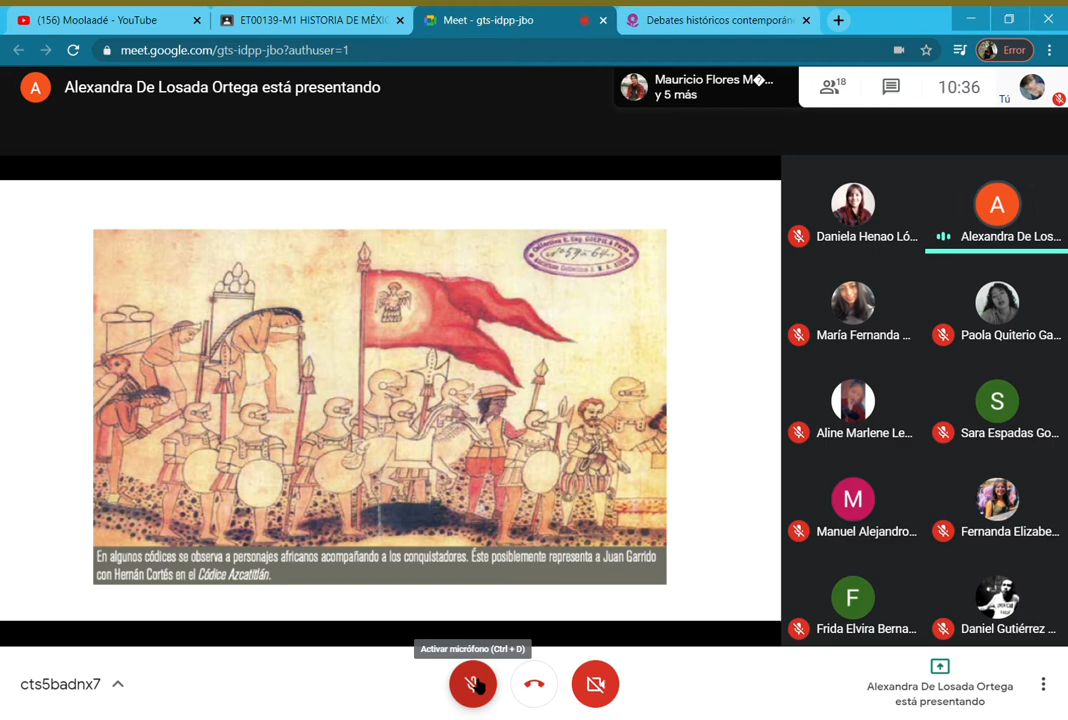 (156) Moolaadé - YouTube
ET00139-M1 HISTORIA DE MÉXIC
Meet - gts-idpp-jbo
Debates históricos contemporán
meet.google.com/gts-idpp-jbo?authuser=1
Error
A
Alexandra De Losada Ortega está presentando
Mauricio Flores M�...
y 5 más
18
10:36
Tú
Daniela Henao Ló...
A
Alexandra De Los...
María Fernanda ...
Paola Quiterio Ga...
Aline Marlene Le...
S
Sara Espadas Go...
M
Manuel Alejandro...
Fernanda Elizabe...
F
Frida Elvira Berna...
Daniel Gutiérrez ...
En algunos códices se observa a personajes africanos acompañando a los conquistadores. Éste posiblemente representa a Juan Garrido
con Hernán Cortés en el Códice Azcatitlán.
Activar micrófono (Ctrl + D)
cts5badnx7
Alexandra De Losada Ortega
está presentando